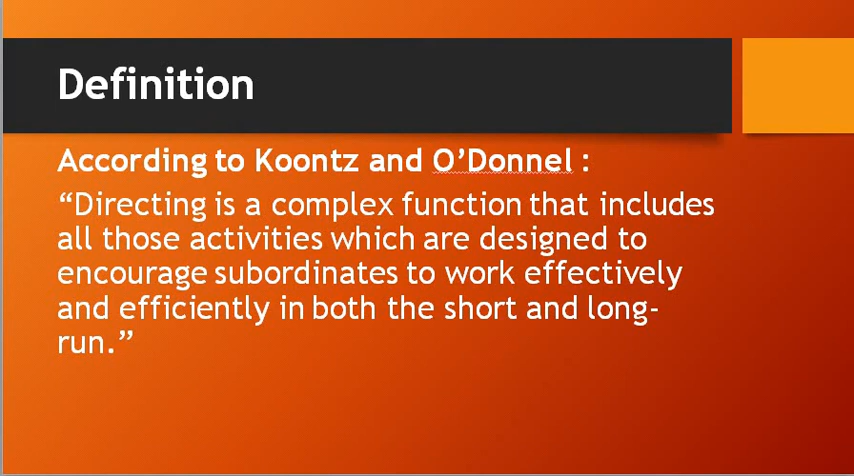 Definition
According to Koontz and O’Donnel :
“Directing is a complex function that includes
all those activities which are designed to
encourage subordinates to work effectively
and efficiently in both the short and long-
run.”